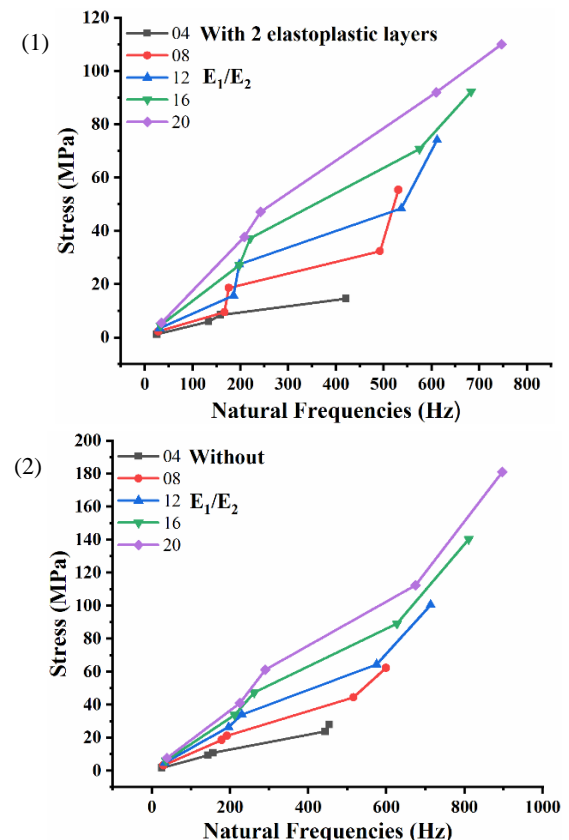 (1)
04 With 2 elastoplastic layers
08
12 E₁/E₂
16
20
120
100
80
60
40
20
0
Stress (MPa)
0 100 200 300 400 500 600 700 800
Natural Frequencies (Hz)
(2)
04 Without
08
12 E₁/E₂
16
20
200
180
160
140
120
100
80
60
40
20
0
Stress (MPa)
0 200 400 600 800 1000
Natural Frequencies (Hz)